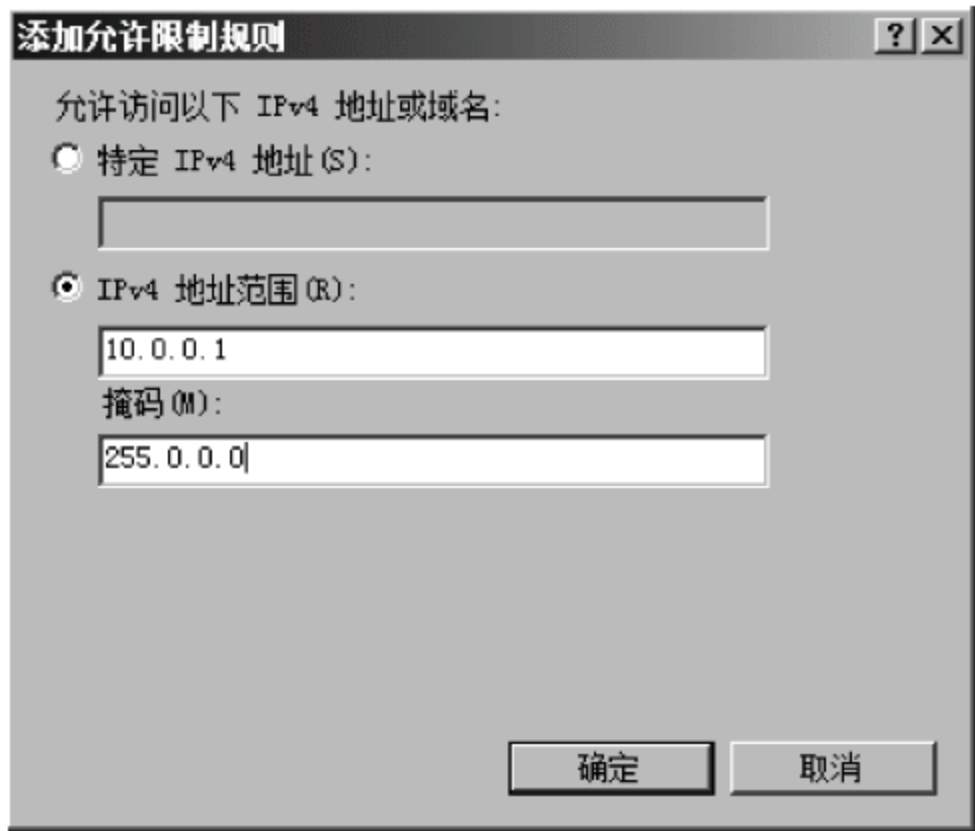 添加允许限制规则
允许访问以下 IPv4 地址或域名:
特定 IPv4 地址(S):
IPv4 地址范围(R):
10.0.0.1
掩码(M):
255.0.0.0
确定 取消